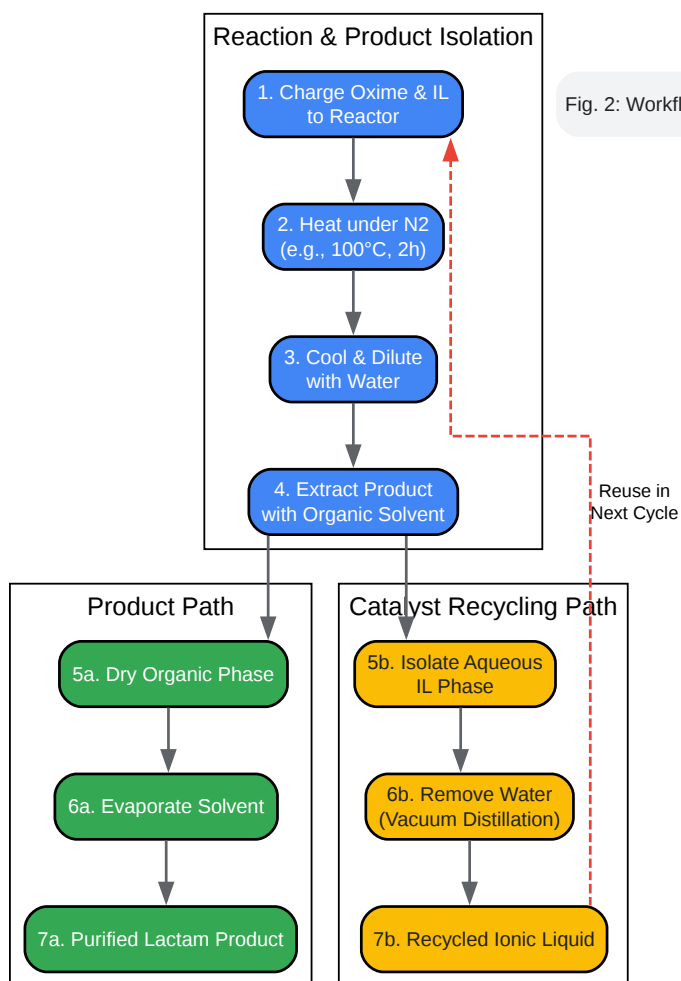 Reaction & Product Isolation
1. Charge Oxime & IL
to Reactor
Fig. 2: Workfl
2. Heat under N2
(e.g., 100°C, 2h)
3. Cool & Dilute
with Water
4. Extract Product
with Organic Solvent
Reuse in
Next Cycle
Product Path
5a. Dry Organic Phase
6a. Evaporate Solvent
7a. Purified Lactam Product
Catalyst Recycling Path
5b. Isolate Aqueous
IL Phase
6b. Remove Water
(Vacuum Distillation)
7b. Recycled Ionic Liquid